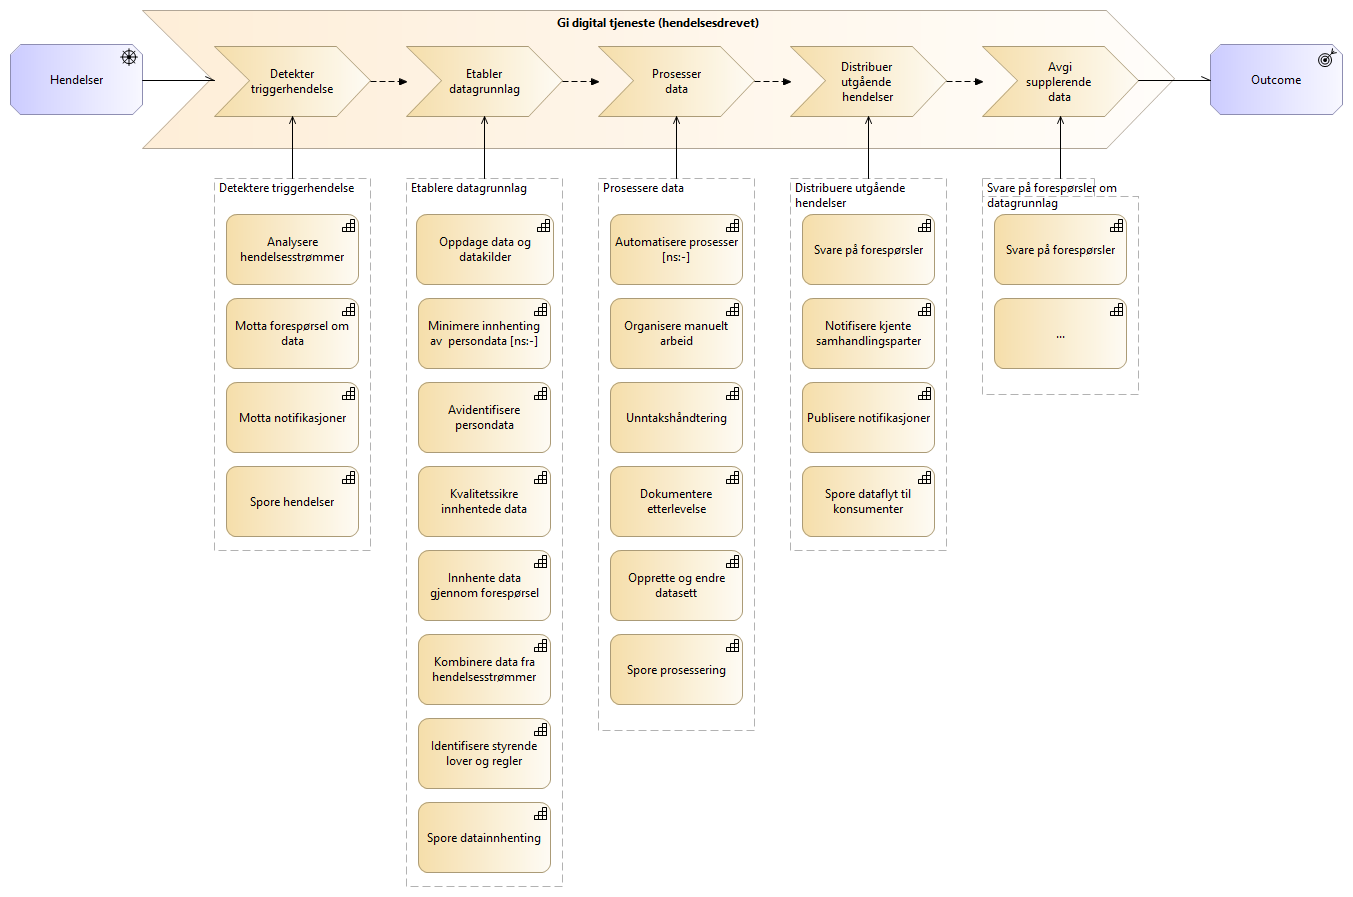 Gi digital tjeneste (hendelsesdrevet)
Hendelser
Detekter
triggerhendelse
Etabler
datagrunnlag
Prosesser
data
Distribuer
utgående
hendelser
Avgi
supplerende
data
Outcome
Detektere triggerhendelse
Analysere
hendelsesstrømmer
Motta forespørsel om
data
Motta notifikasjoner
Spore hendelser
Etablere datagrunnlag
Oppdage data og
datakilder
Minimere innhenting
av  persondata [ns:-]
Avidentifisere
persondata
Kvalitetssikre
innhentede data
Innhente data
gjennom forespørsel
Kombinere data fra
hendelsesstrømmer
Identifisere styrende
lover og regler
Spore datainnhenting
Prosessere data
Automatisere prosesser
[ns:-]
Organisere manuelt
arbeid
Unntakshåndtering
Dokumentere
etterlevelse
Opprette og endre
datasett
Spore prosessering
Distribuere utgående
hendelser
Svare på forespørsler
Notifisere kjente
samhandlingsparter
Publisere notifikasjoner
Spore dataflyt til
konsumenter
Svare på forespørsler om
datagrunnlag
Svare på forespørsler
...